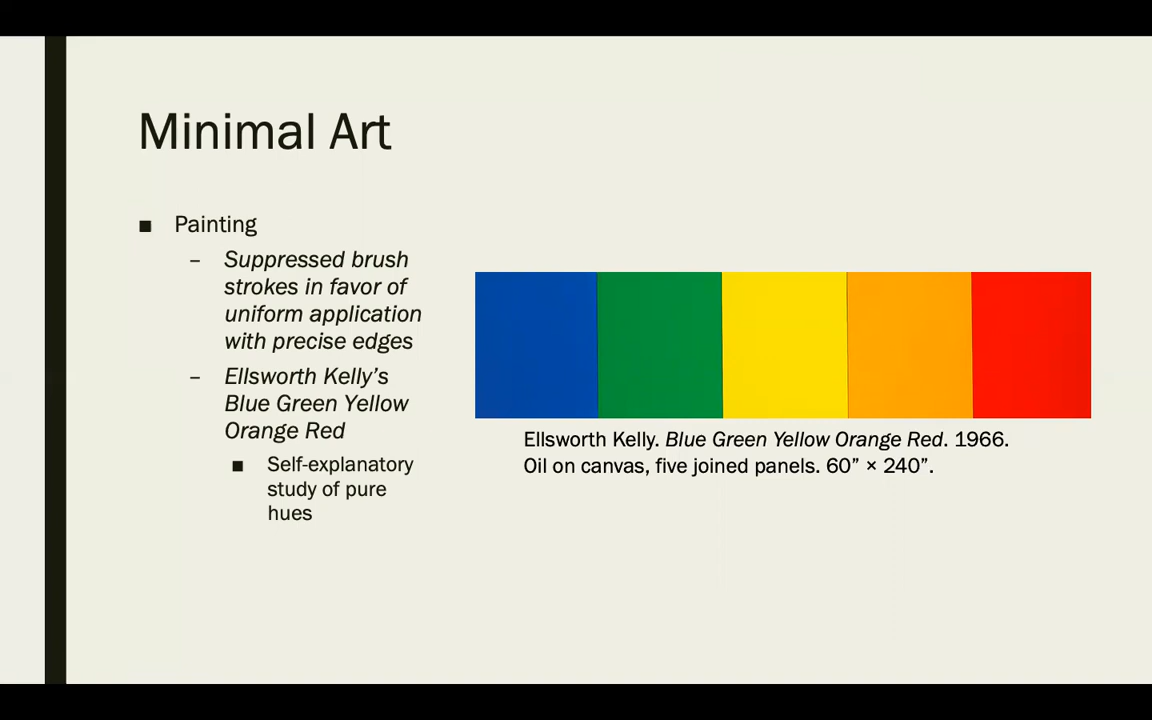 Minimal Art
■ Painting
– Suppressed brush
strokes in favor of
uniform application
with precise edges
– Ellsworth Kelly’s
Blue Green Yellow
Orange Red
■ Self-explanatory
study of pure
hues
Ellsworth Kelly. Blue Green Yellow Orange Red. 1966.
Oil on canvas, five joined panels. 60” × 240”.